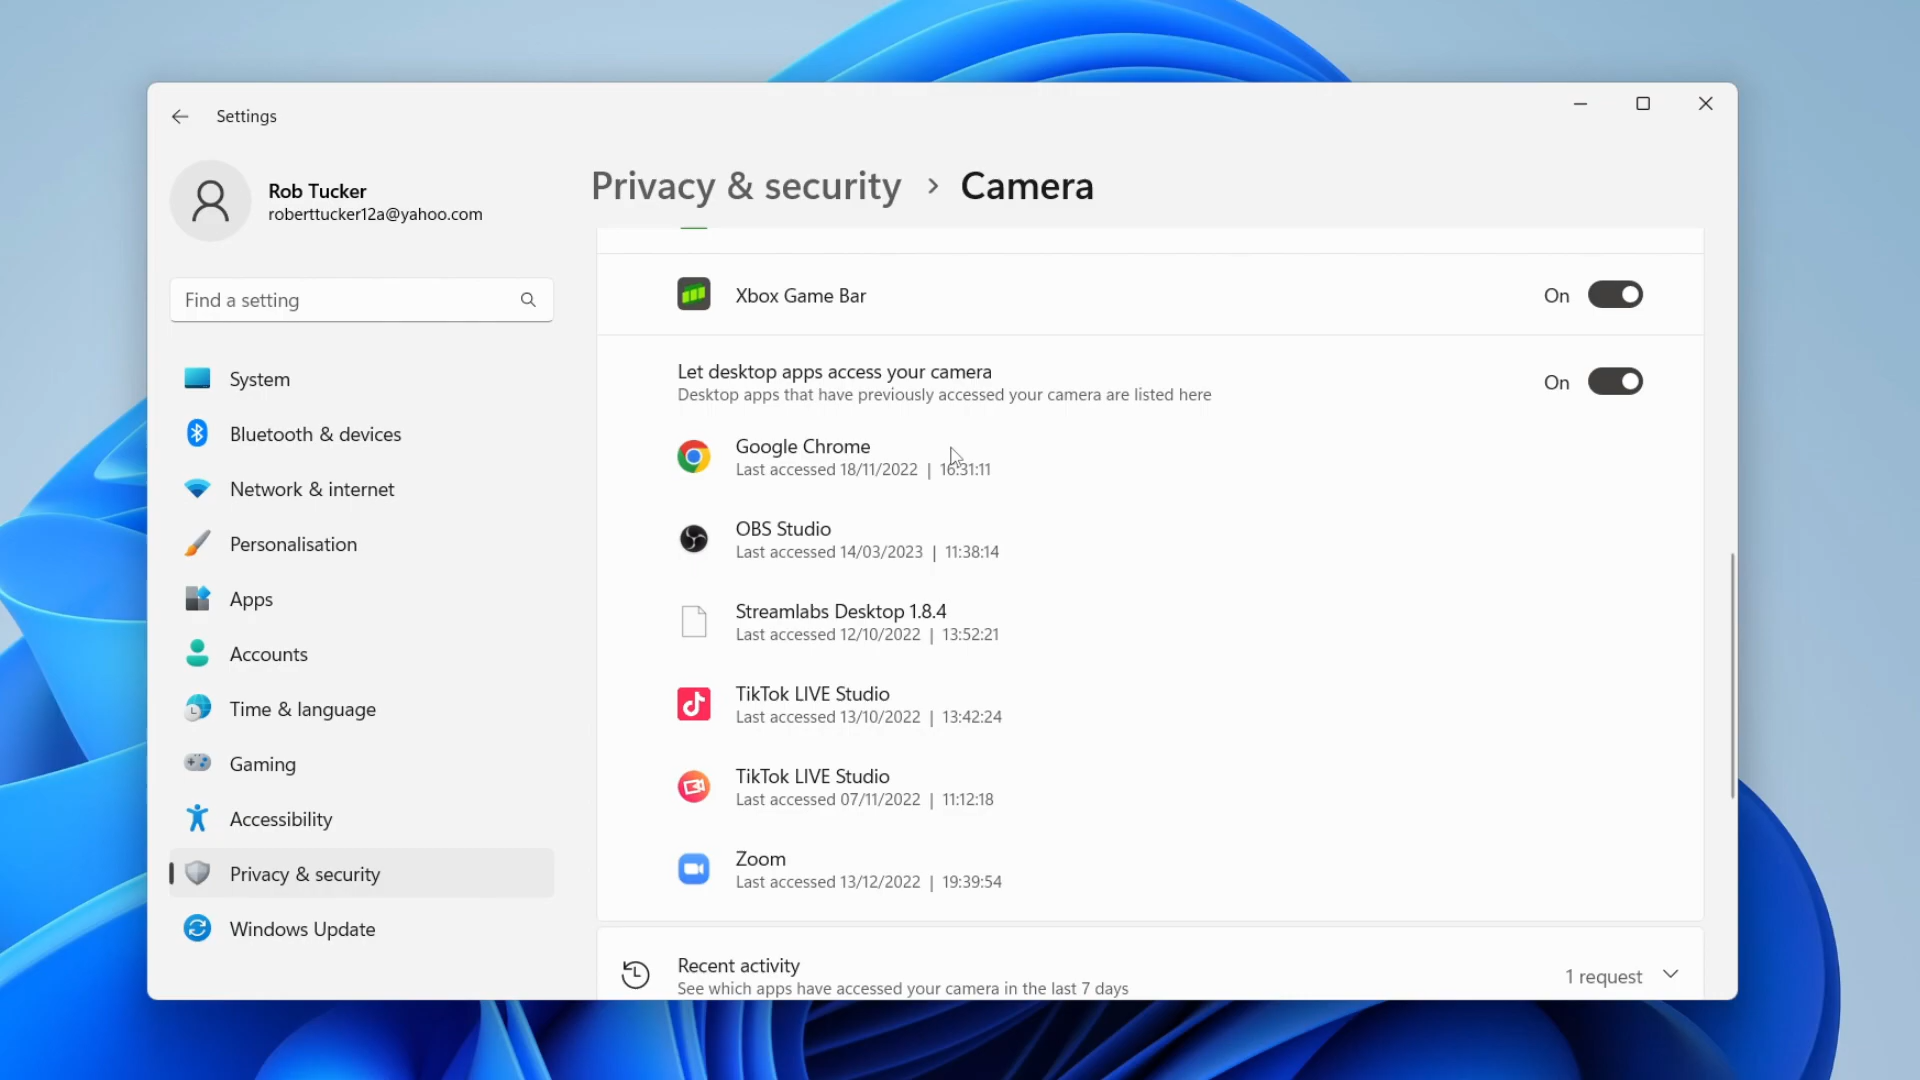 Settings
Rob Tucker
roberttucker12a@yahoo.com
Find a setting
System
Bluetooth & devices
Network & internet
Personalisation
Apps
Accounts
Time & language
Gaming
Accessibility
Privacy & security
Windows Update
Privacy & security > Camera
Xbox Game Bar
On
Let desktop apps access your camera
Desktop apps that have previously accessed your camera are listed here
On
Google Chrome
Last accessed 18/11/2022 | 16:31:11
OBS Studio
Last accessed 14/03/2023 | 11:38:14
Streamlabs Desktop 1.8.4
Last accessed 12/10/2022 | 13:52:21
TikTok LIVE Studio
Last accessed 13/10/2022 | 13:42:24
TikTok LIVE Studio
Last accessed 07/11/2022 | 11:12:18
Zoom
Last accessed 13/12/2022 | 19:39:54
Recent activity
See which apps have accessed your camera in the last 7 days
1 request